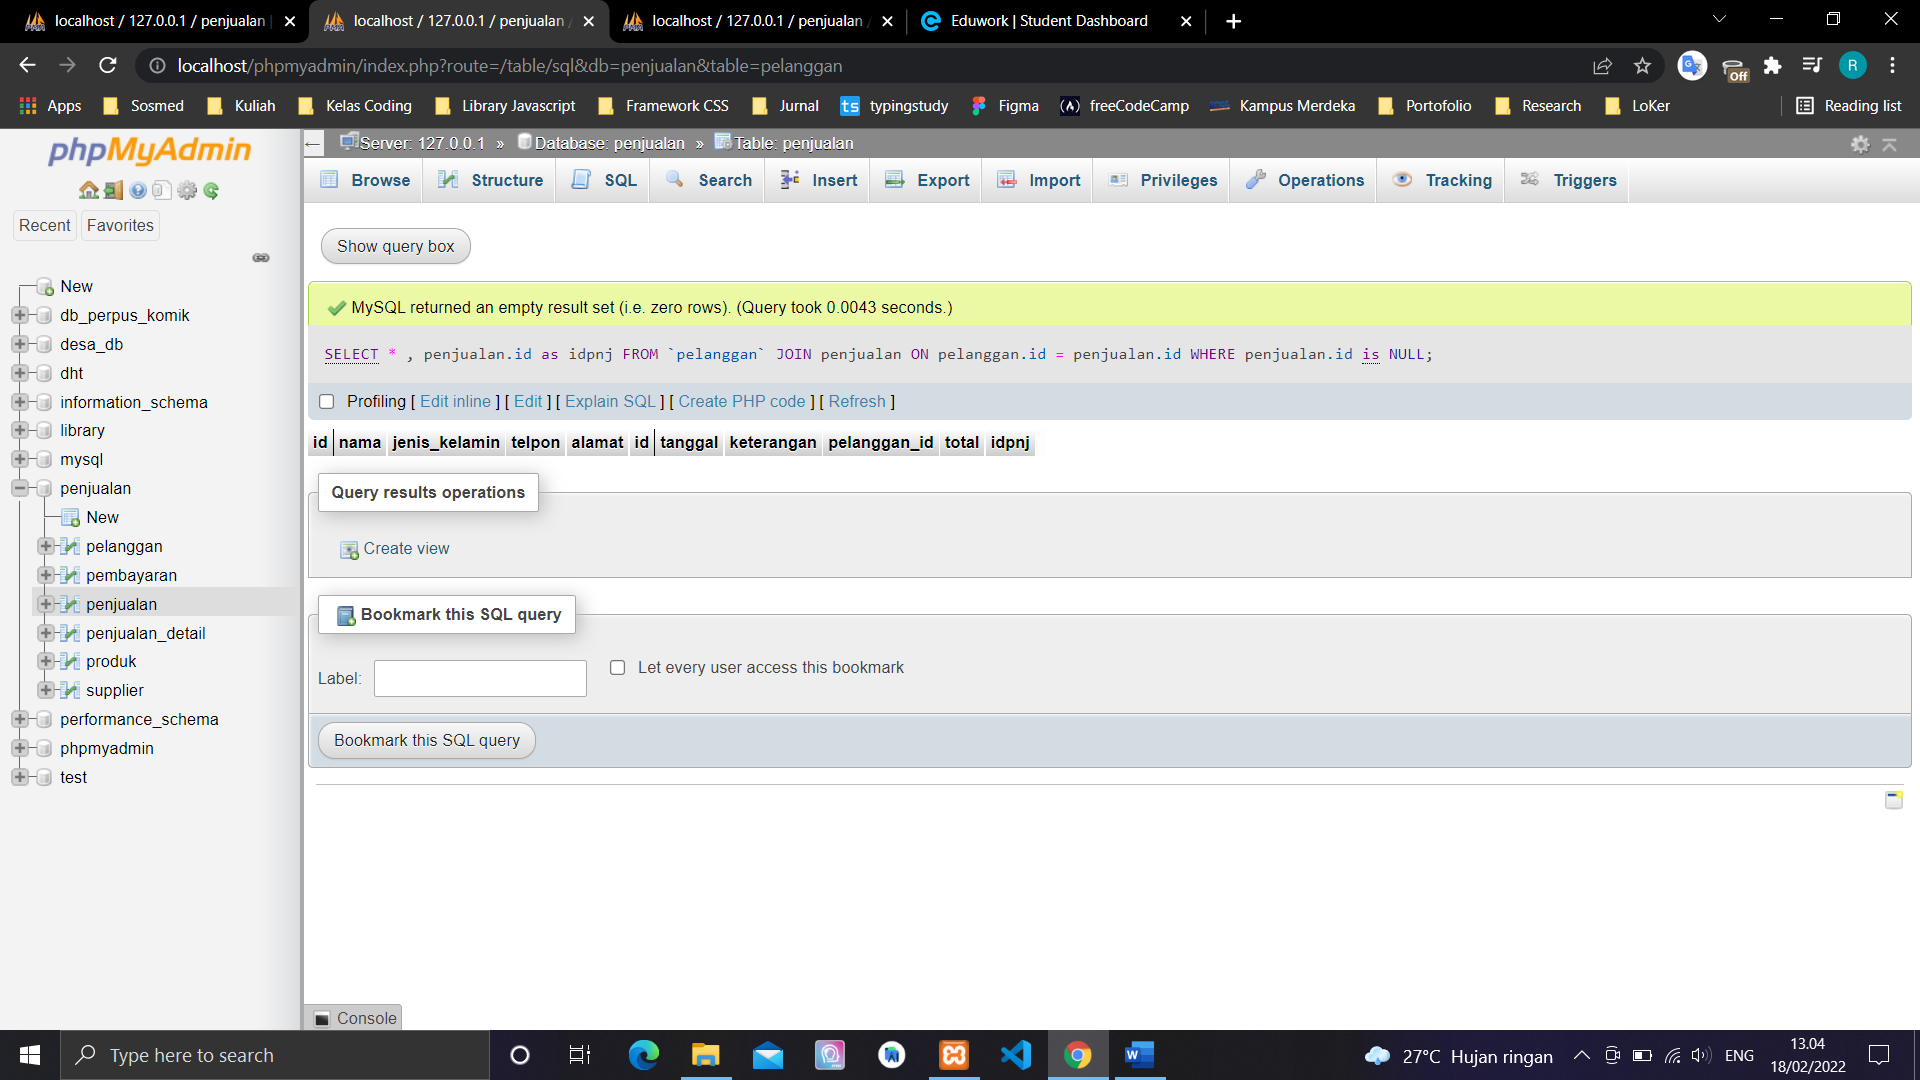 localhost / 127.0.0.1 / penjualan
localhost / 127.0.0.1 / penjualan
localhost / 127.0.0.1 / penjualan
Eduwork | Student Dashboard
localhost/phpmyadmin/index.php?route=/table/sql&db=penjualan&table=pelanggan
Off
R
Apps
Sosmed
Kuliah
Kelas Coding
Library Javascript
Framework CSS
Jurnal
ts typingstudy
Figma
freeCodeCamp
Kampus Merdeka
Portofolio
Research
LoKer
Reading list
phpMyAdmin
Recent
Favorites
New
db_perpus_komik
desa_db
dht
information_schema
library
mysql
penjualan
New
pelanggan
pembayaran
penjualan
penjualan_detail
produk
supplier
performance_schema
phpmyadmin
test
Server: 127.0.0.1 » Database: penjualan » Table: penjualan
Browse
Structure
SQL
Search
Insert
Export
Import
Privileges
Operations
Tracking
Triggers
Show query box
MySQL returned an empty result set (i.e. zero rows). (Query took 0.0043 seconds.)
SELECT * , penjualan.id as idpnj FROM `pelanggan` JOIN penjualan ON pelanggan.id = penjualan.id WHERE penjualan.id is NULL;
Profiling [ Edit inline ] [ Edit ] [ Explain SQL ] [ Create PHP code ] [ Refresh ]
id nama jenis_kelamin telpon alamat id tanggal keterangan pelanggan_id total idpnj
Query results operations
Create view
Bookmark this SQL query
Label:
Let every user access this bookmark
Bookmark this SQL query
Console
Type here to search
27°C Hujan ringan
ENG
13.04
18/02/2022